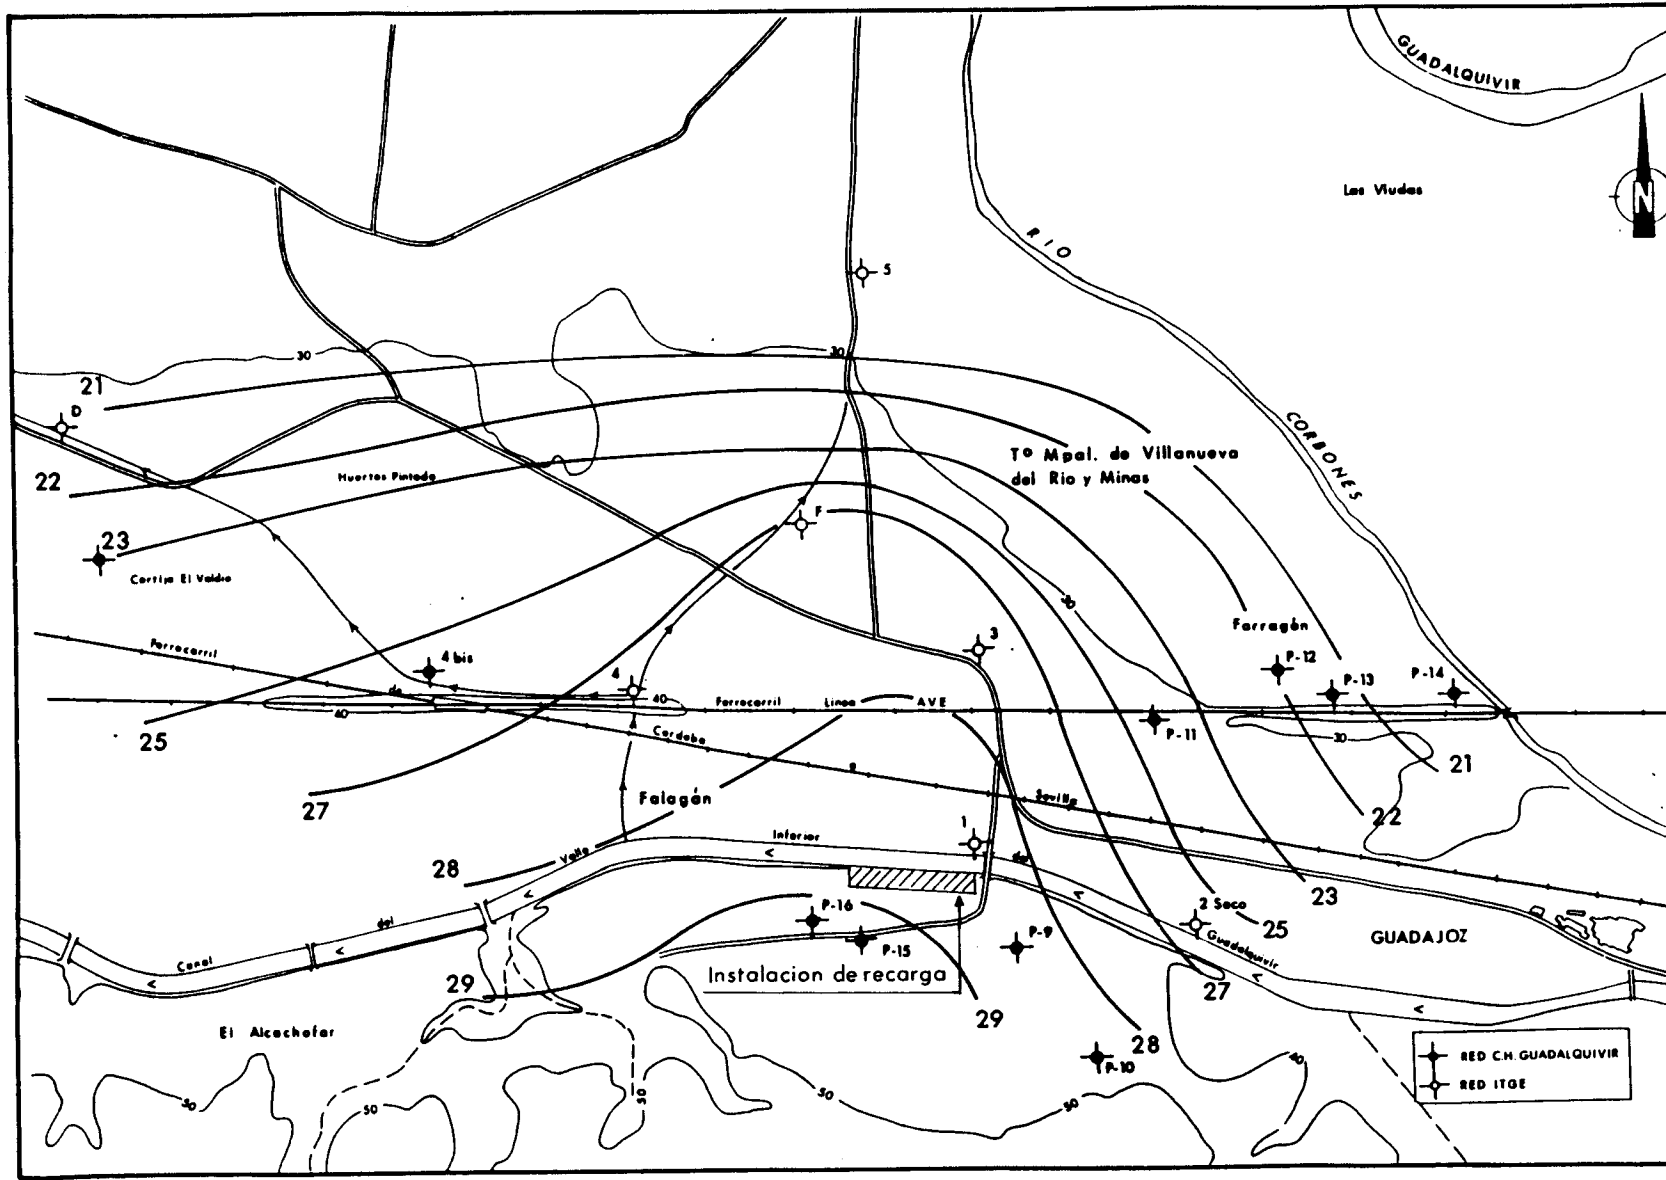 GUADALQUIVIR
N
Las Viudas
RIO
CORBONES
5
30
30
21
D
22
Huertas Pintado
Tº Mpal. de Villanueva
del Rio y Minas
F
23
Cortijo El Valdio
30
Farragón
3
4 bis
4
P-12
P-13
P-14
Ferrocarril
de
Cordoba
a
Sevilla
40
40
Ferrocarril Linea AVE
P-11
30
25
21
27
Falagán
22
1
Inferior
del
Valle
28
23
2 Seco
25
P-16
P-15
P-9
Guadalquivir
GUADAJOZ
Canal
del
Instalacion de recarga
29
29
27
28
El Alcachofar
P-10
40
50
50
50
50
50
RED C.H. GUADALQUIVIR
RED ITGE